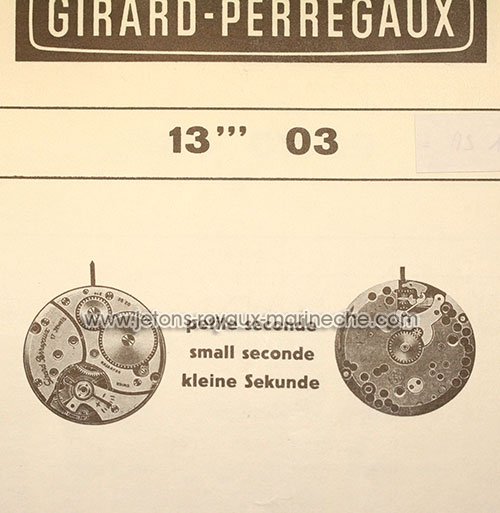 GIRARD-PERREGAUX
13''' 03
www.jetons-royaux-marineche.com
petite seconde
small seconde
kleine Sekunde